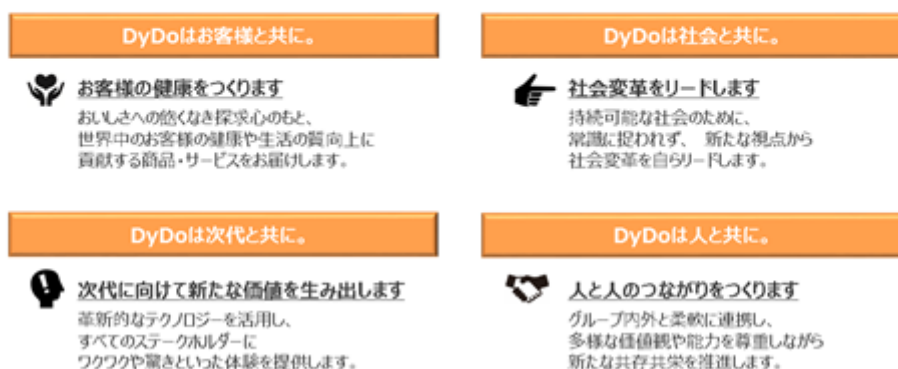 DyDoはお客様と共に。
お客様の健康をつくります
おいしさへの飽くなき探求心のもと、
世界中のお客様の健康や生活の質向上に
貢献する商品・サービスをお届けします。
DyDoは社会と共に。
社会変革をリードします
持続可能な社会のために、
常識に捉われず、 新たな視点から
社会変革を自らリードします。
DyDoは次代と共に。
次代に向けて新たな価値を生み出します
革新的なテクノロジーを活用し、
すべてのステークホルダーに
ワクワクや驚きといった体験を提供します。
DyDoは人と共に。
人と人のつながりをつくります
グループ内外と柔軟に連携し、
多様な価値観や能力を尊重しながら
新たな共存共栄を推進します。